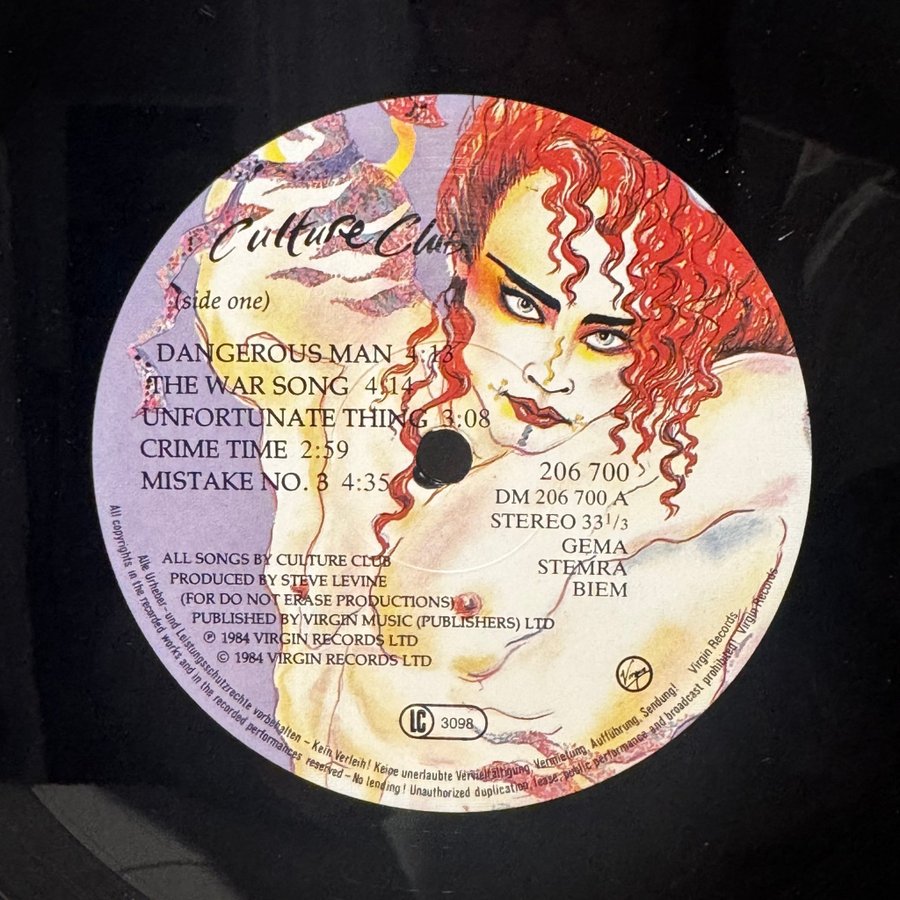 Culture Club
(side one)
DANGEROUS MAN 4:13
THE WAR SONG 4:14
UNFORTUNATE THING 3:08
CRIME TIME 2:59
MISTAKE NO. 3 4:35
206 700
DM 206 700 A
STEREO 33 1/3
GEMA
STEMRA
BIEM
ALL SONGS BY CULTURE CLUB
PRODUCED BY STEVE LEVINE
(FOR DO NOT ERASE PRODUCTIONS)
PUBLISHED BY VIRGIN MUSIC (PUBLISHERS) LTD
℗ 1984 VIRGIN RECORDS LTD
© 1984 VIRGIN RECORDS LTD
Virgin
LC 3098
Alle Urheber- und Leistungsschutzrechte vorbehalten – Kein Verleih! Keine unerlaubte Vervielfältigung, Vermietung, Aufführung, Sendung! Virgin Records
All copyrights in the recorded works and in the recorded performances reserved – No lending! Unauthorized duplication, lease, public performance and broadcast prohibited! Virgin Records